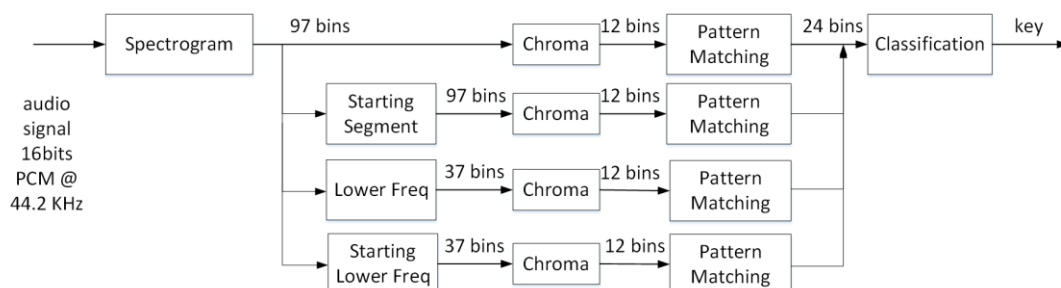 97 bins
12 bins
24 bins
key
Spectrogram
Chroma
Pattern
Matching
Classification
audio
signal
16bits
PCM @
44.2 KHz
Starting
Segment
97 bins
Chroma
12 bins
Pattern
Matching
Lower Freq
37 bins
Chroma
12 bins
Pattern
Matching
Starting
Lower Freq
37 bins
Chroma
12 bins
Pattern
Matching